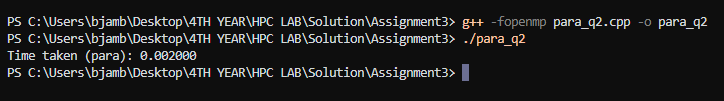 PS C:\Users\bjamb\Desktop\4TH YEAR\HPC LAB\Solution\Assignment3> g++ -fopenmp para_q2.cpp -o para_q2
PS C:\Users\bjamb\Desktop\4TH YEAR\HPC LAB\Solution\Assignment3> ./para_q2
Time taken (para): 0.002000
PS C:\Users\bjamb\Desktop\4TH YEAR\HPC LAB\Solution\Assignment3>